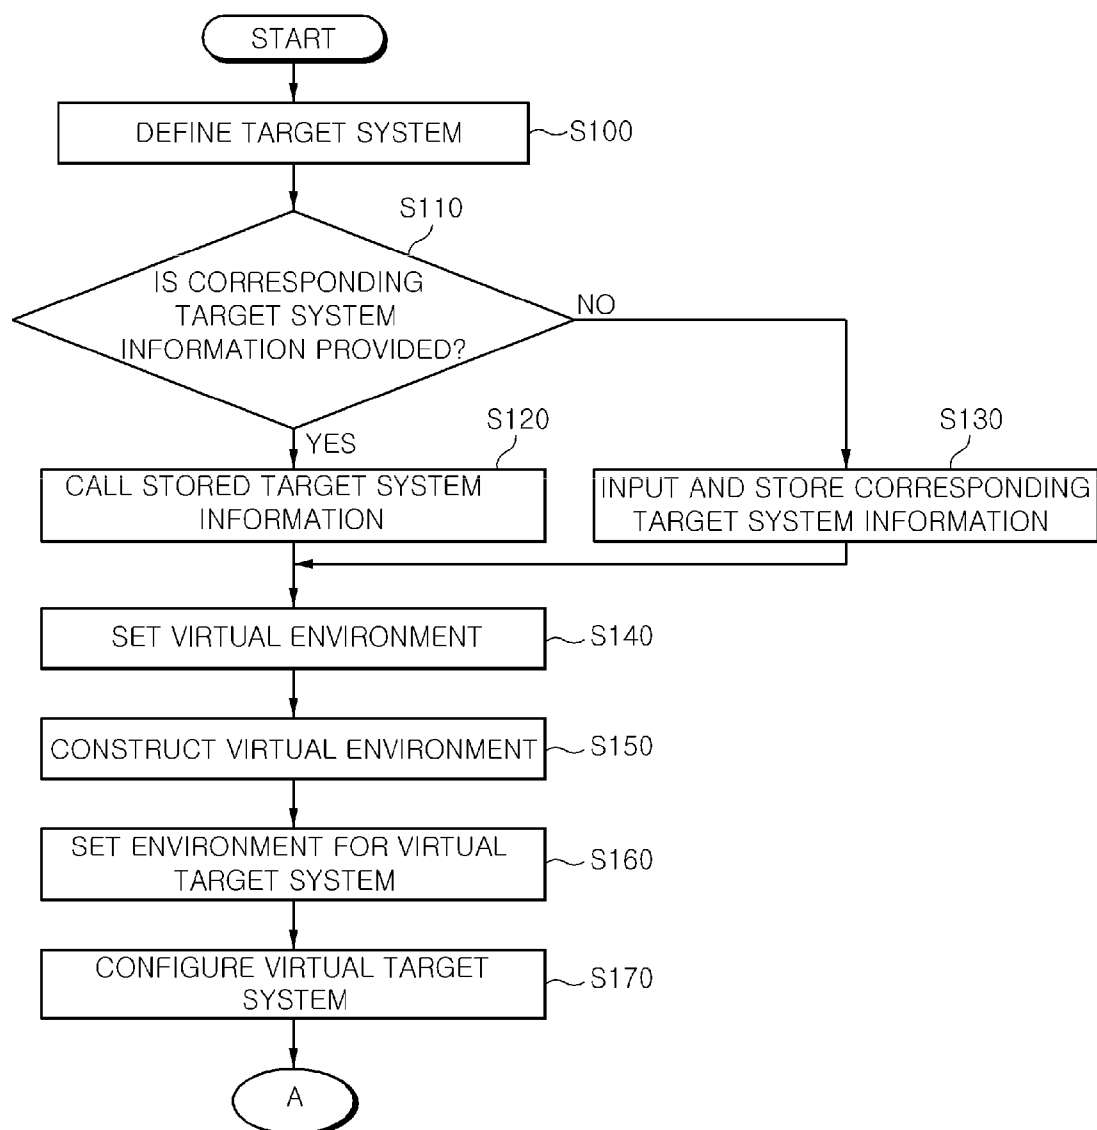 START
DEFINE TARGET SYSTEM
S100
S110
IS CORRESPONDING
TARGET SYSTEM
INFORMATION PROVIDED?
NO
YES
S120
CALL STORED TARGET SYSTEM
INFORMATION
S130
INPUT AND STORE CORRESPONDING
TARGET SYSTEM INFORMATION
SET VIRTUAL ENVIRONMENT
S140
CONSTRUCT VIRTUAL ENVIRONMENT
S150
SET ENVIRONMENT FOR VIRTUAL
TARGET SYSTEM
S160
CONFIGURE VIRTUAL TARGET
SYSTEM
S170
A